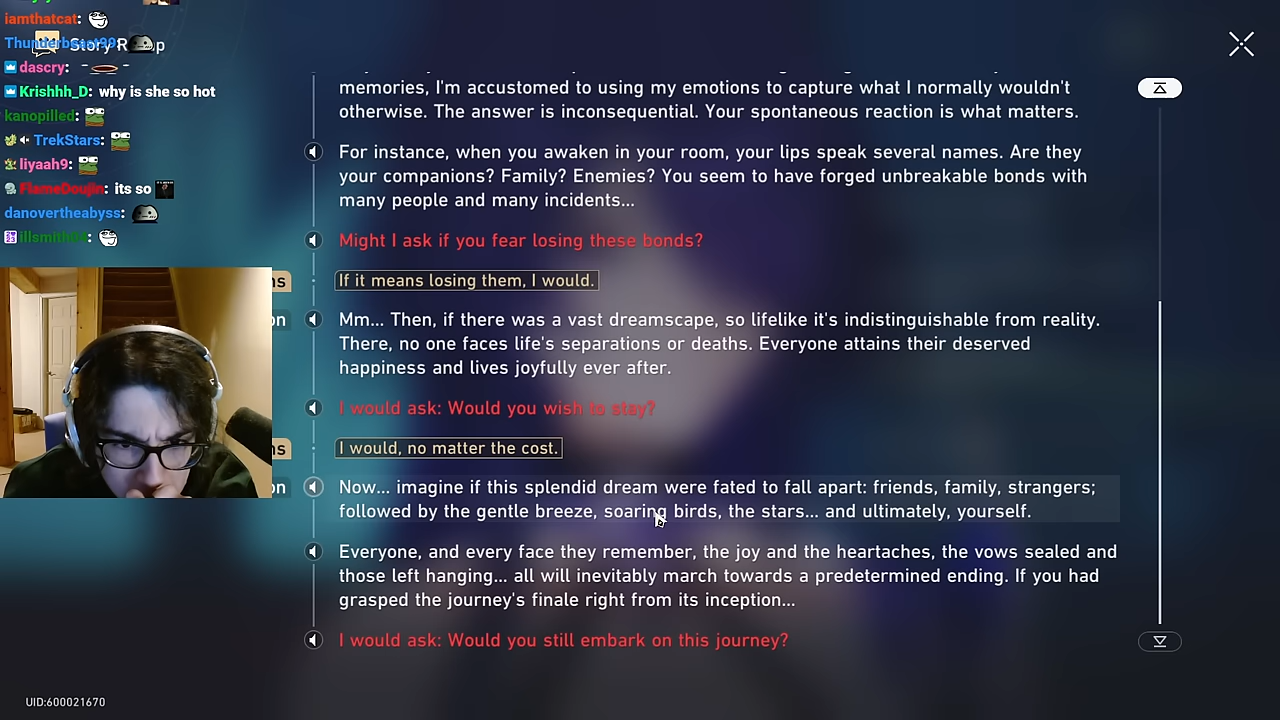 iamthatcat:
Thunderbeast99:
Story Recap
dascry:
Krishhh_D: why is she so hot
kanopilled:
TrekStars:
liyaah9:
FlameDoujin: its so
danovertheabyss:
memories, I'm accustomed to using my emotions to capture what I normally wouldn't
otherwise. The answer is inconsequential. Your spontaneous reaction is what matters.
For instance, when you awaken in your room, your lips speak several names. Are they
your companions? Family? Enemies? You seem to have forged unbreakable bonds with
many people and many incidents...
Might I ask if you fear losing these bonds?
ns
If it means losing them, I would.
on
Mm... Then, if there was a vast dreamscape, so lifelike it's indistinguishable from reality.
There, no one faces life's separations or deaths. Everyone attains their deserved
happiness and lives joyfully ever after.
I would ask: Would you wish to stay?
ns
I would, no matter the cost.
on
Now... imagine if this splendid dream were fated to fall apart: friends, family, strangers;
followed by the gentle breeze, soaring birds, the stars... and ultimately, yourself.
Everyone, and every face they remember, the joy and the heartaches, the vows sealed and
those left hanging... all will inevitably march towards a predetermined ending. If you had
grasped the journey's finale right from its inception...
I would ask: Would you still embark on this journey?
UID:600021670